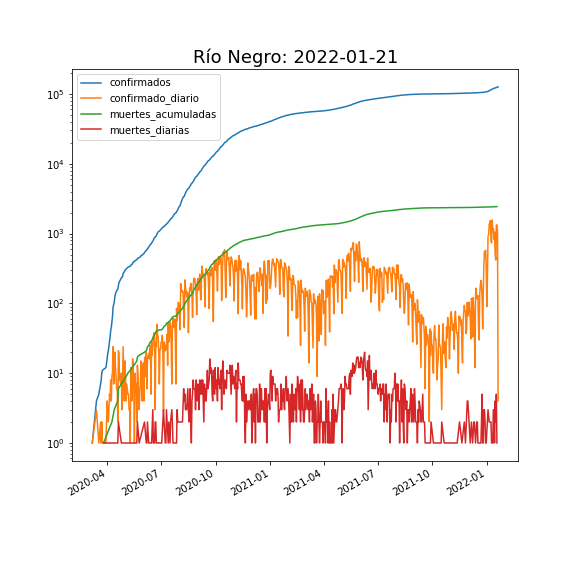 Río Negro: 2022-01-21
confirmados
confirmado_diario
muertes_acumuladas
muertes_diarias
10⁵
10⁴
10³
10²
10¹
10⁰
2020-04
2020-07
2020-10
2021-01
2021-04
2021-07
2021-10
2022-01